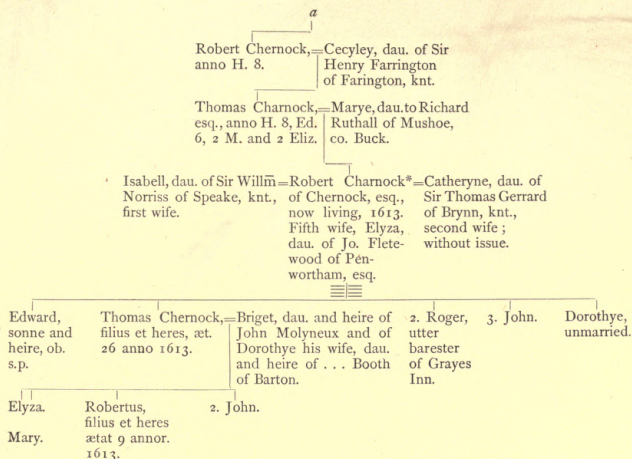 a
Robert Chernock,=Cecyley, dau. of Sir
anno H. 8.
Henry Farrington
of Farington, knt.
Thomas Charnock,=Marye, dau. to Richard
esq., anno H. 8, Ed.
6, 2 M. and 2 Eliz.
Ruthall of Mushoe,
co. Buck.
Isabell, dau. of Sir Willm̄=Robert Charnock*=Catheryne, dau. of
Norriss of Speake, knt.,
first wife.
of Chernock, esq.,
now living, 1613.
Fifth wife, Elyza,
dau. of Jo. Flete-
wood of Pen-
wortham, esq.
Sir Thomas Gerrard
of Brynn, knt.,
second wife;
without issue.
Edward,
sonne and
heire, ob.
s.p.
Thomas Chernock,=Briget, dau. and heire of
filius et heres, æt.
26 anno 1613.
John Molyneux and of
Dorothye his wife, dau.
and heire of . . . Booth
of Barton.
2. Roger,
utter
barester
of Grayes
Inn.
3. John.
Dorothye,
unmarried.
Elyza.
Mary.
Robertus,
filius et heres
ætat 9 annor.
1613.
2. John.